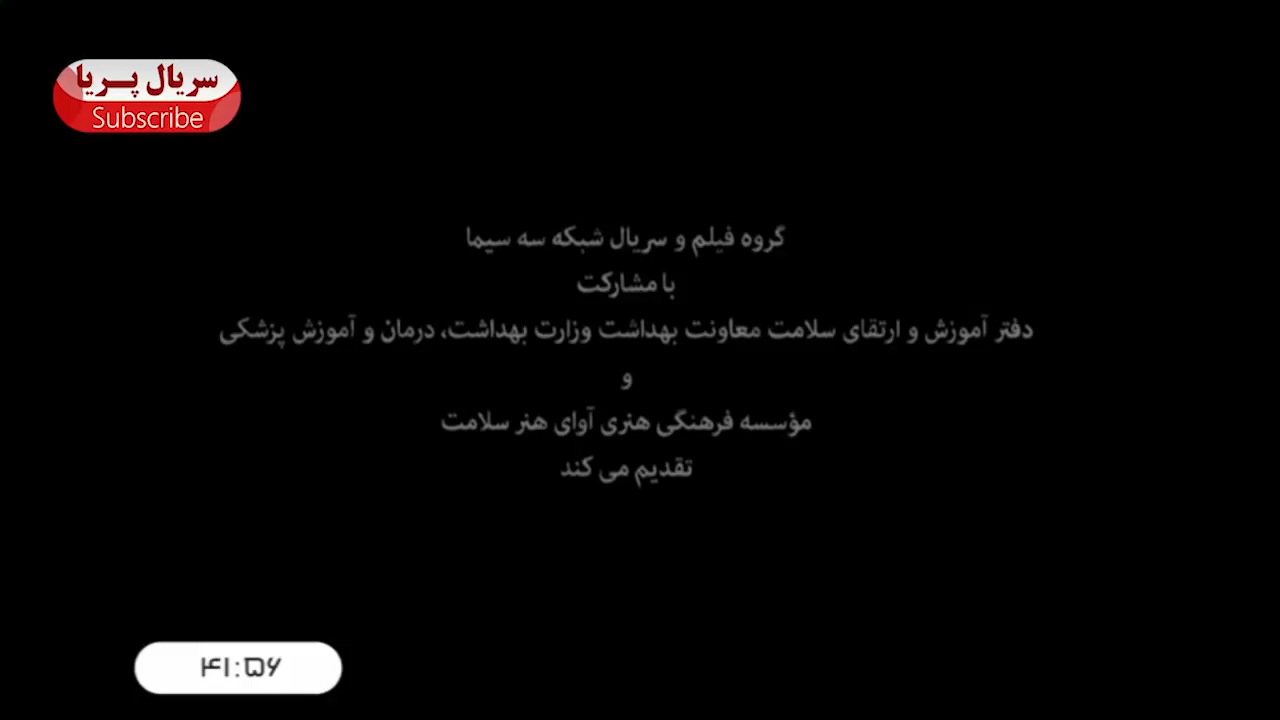 سریال پریا
Subscribe
گروه فیلم و سریال شبکه سه سیما
با مشارکت
دفتر آموزش و ارتقای سلامت معاونت بهداشت وزارت بهداشت، درمان و آموزش پزشکی
و
مؤسسه فرهنگی هنری آوای هنر سلامت
تقدیم می کند
۴۱:۵۶